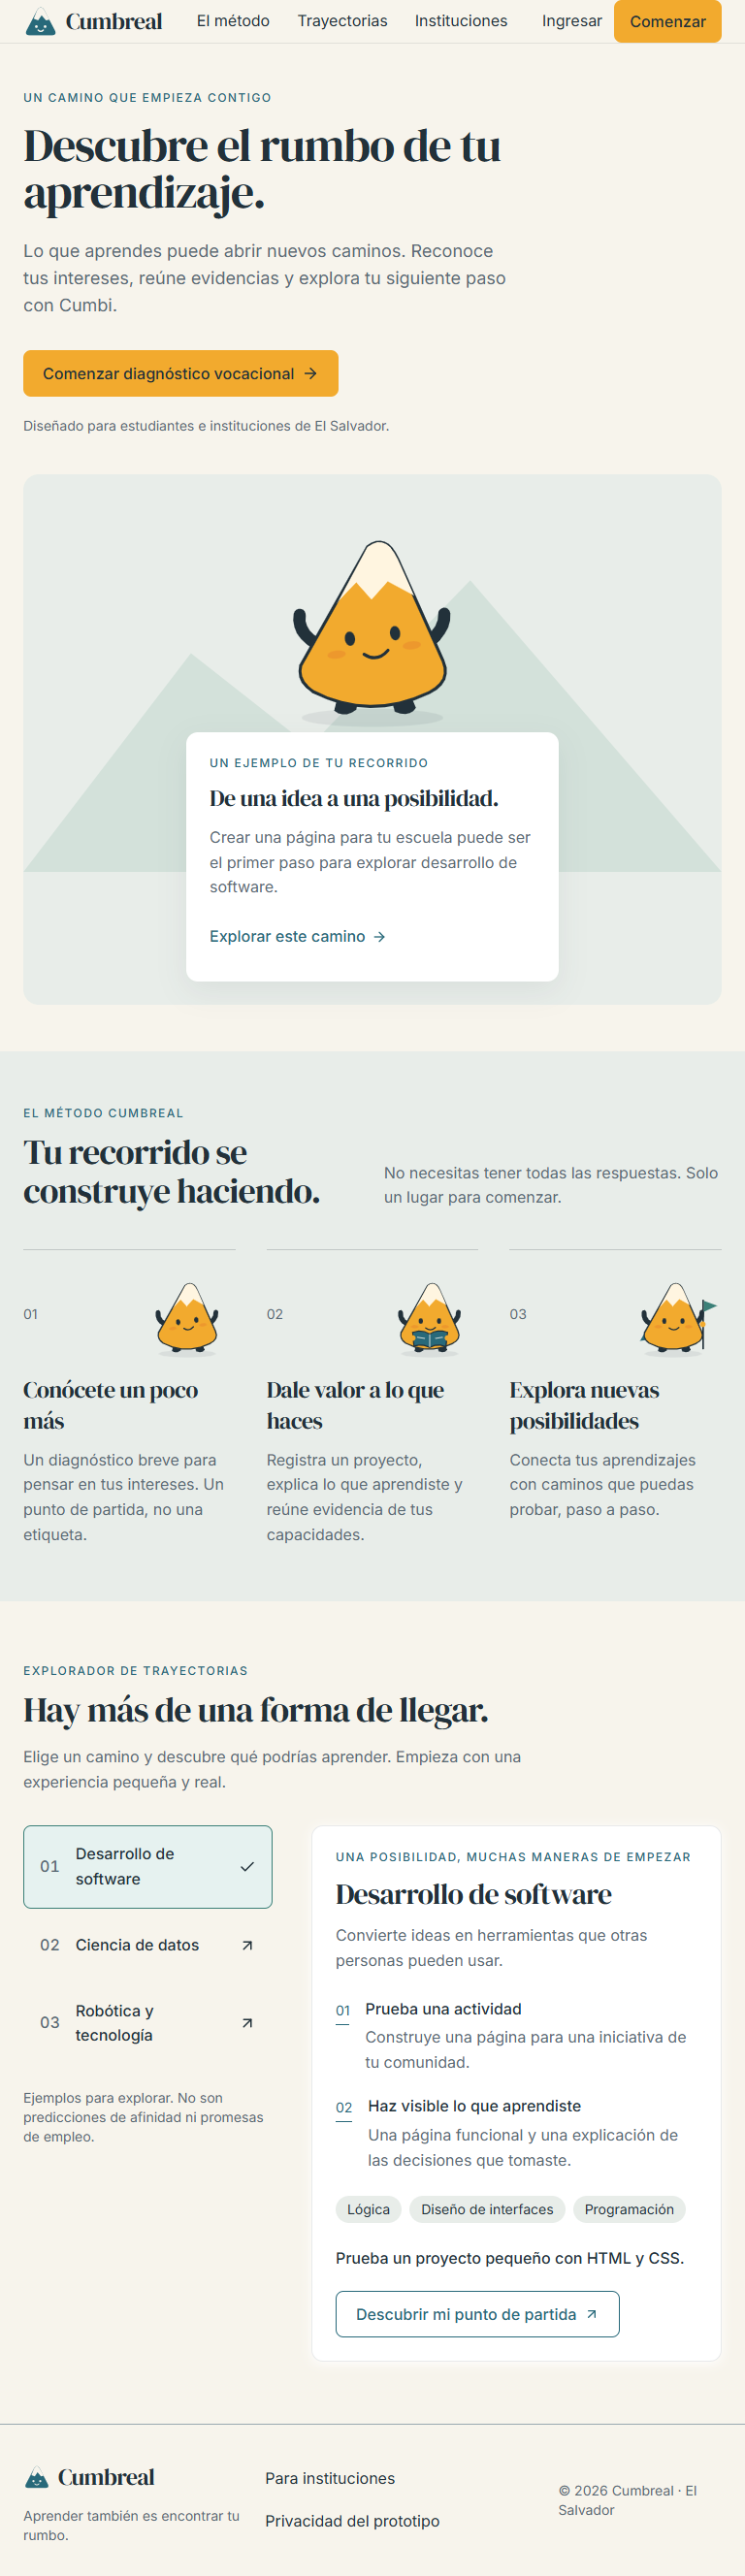 Cumbreal
El método
Trayectorias
Instituciones
Ingresar
Comenzar
UN CAMINO QUE EMPIEZA CONTIGO
Descubre el rumbo de tu
aprendizaje.
Lo que aprendes puede abrir nuevos caminos. Reconoce
tus intereses, reúne evidencias y explora tu siguiente paso
con Cumbi.
Comenzar diagnóstico vocacional →
Diseñado para estudiantes e instituciones de El Salvador.
UN EJEMPLO DE TU RECORRIDO
De una idea a una posibilidad.
Crear una página para tu escuela puede ser
el primer paso para explorar desarrollo de
software.
Explorar este camino →
EL MÉTODO CUMBREAL
Tu recorrido se
construye haciendo.
No necesitas tener todas las respuestas. Solo
un lugar para comenzar.
01
Conócete un poco
más
Un diagnóstico breve para
pensar en tus intereses. Un
punto de partida, no una
etiqueta.
02
Dale valor a lo que
haces
Registra un proyecto,
explica lo que aprendiste y
reúne evidencia de tus
capacidades.
03
Explora nuevas
posibilidades
Conecta tus aprendizajes
con caminos que puedas
probar, paso a paso.
EXPLORADOR DE TRAYECTORIAS
Hay más de una forma de llegar.
Elige un camino y descubre qué podrías aprender. Empieza con una
experiencia pequeña y real.
01 Desarrollo de
software
02 Ciencia de datos
03 Robótica y
tecnología
Ejemplos para explorar. No son
predicciones de afinidad ni promesas
de empleo.
UNA POSIBILIDAD, MUCHAS MANERAS DE EMPEZAR
Desarrollo de software
Convierte ideas en herramientas que otras
personas pueden usar.
01 Prueba una actividad
Construye una página para una iniciativa de
tu comunidad.
02 Haz visible lo que aprendiste
Una página funcional y una explicación de
las decisiones que tomaste.
Lógica
Diseño de interfaces
Programación
Prueba un proyecto pequeño con HTML y CSS.
Descubrir mi punto de partida
Cumbreal
Aprender también es encontrar tu
rumbo.
Para instituciones
Privacidad del prototipo
© 2026 Cumbreal · El
Salvador